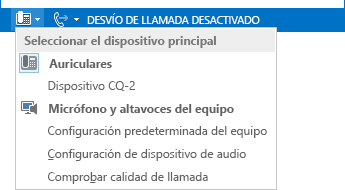 DESVÍO DE LLAMADA DESACTIVADO
Seleccionar el dispositivo principal
Auriculares
Dispositivo CQ-2
Micrófono y altavoces del equipo
Configuración predeterminada del equipo
Configuración de dispositivo de audio
Comprobar calidad de llamada